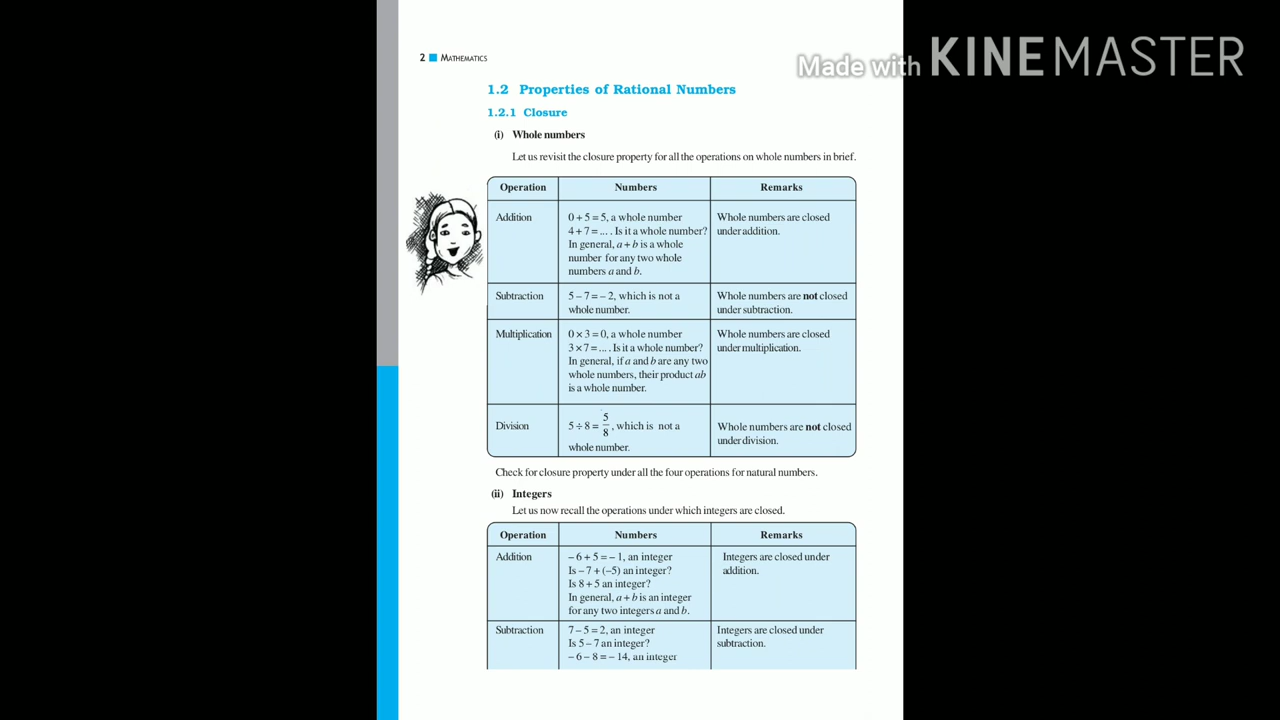 Made with KINEMASTER
2 MATHEMATICS
1.2 Properties of Rational Numbers
1.2.1 Closure
(i) Whole numbers
Let us revisit the closure property for all the operations on whole numbers in brief.
Operation Numbers Remarks
Addition 0 + 5 = 5, a whole number Whole numbers are closed
4 + 7 = ... . Is it a whole number? under addition.
In general, a + b is a whole
number for any two whole
numbers a and b.
Subtraction 5 – 7 = – 2, which is not a Whole numbers are not closed
whole number. under subtraction.
Multiplication 0 × 3 = 0, a whole number Whole numbers are closed
3 × 7 = ... . Is it a whole number? under multiplication.
In general, if a and b are any two
whole numbers, their product ab
is a whole number.
Division 5 ÷ 8 = 5/8, which is not a Whole numbers are not closed
whole number. under division.
Check for closure property under all the four operations for natural numbers.
(ii) Integers
Let us now recall the operations under which integers are closed.
Operation Numbers Remarks
Addition – 6 + 5 = – 1, an integer Integers are closed under
Is – 7 + (–5) an integer? addition.
Is 8 + 5 an integer?
In general, a + b is an integer
for any two integers a and b.
Subtraction 7 – 5 = 2, an integer Integers are closed under
Is 5 – 7 an integer? subtraction.
– 6 – 8 = – 14, an integer